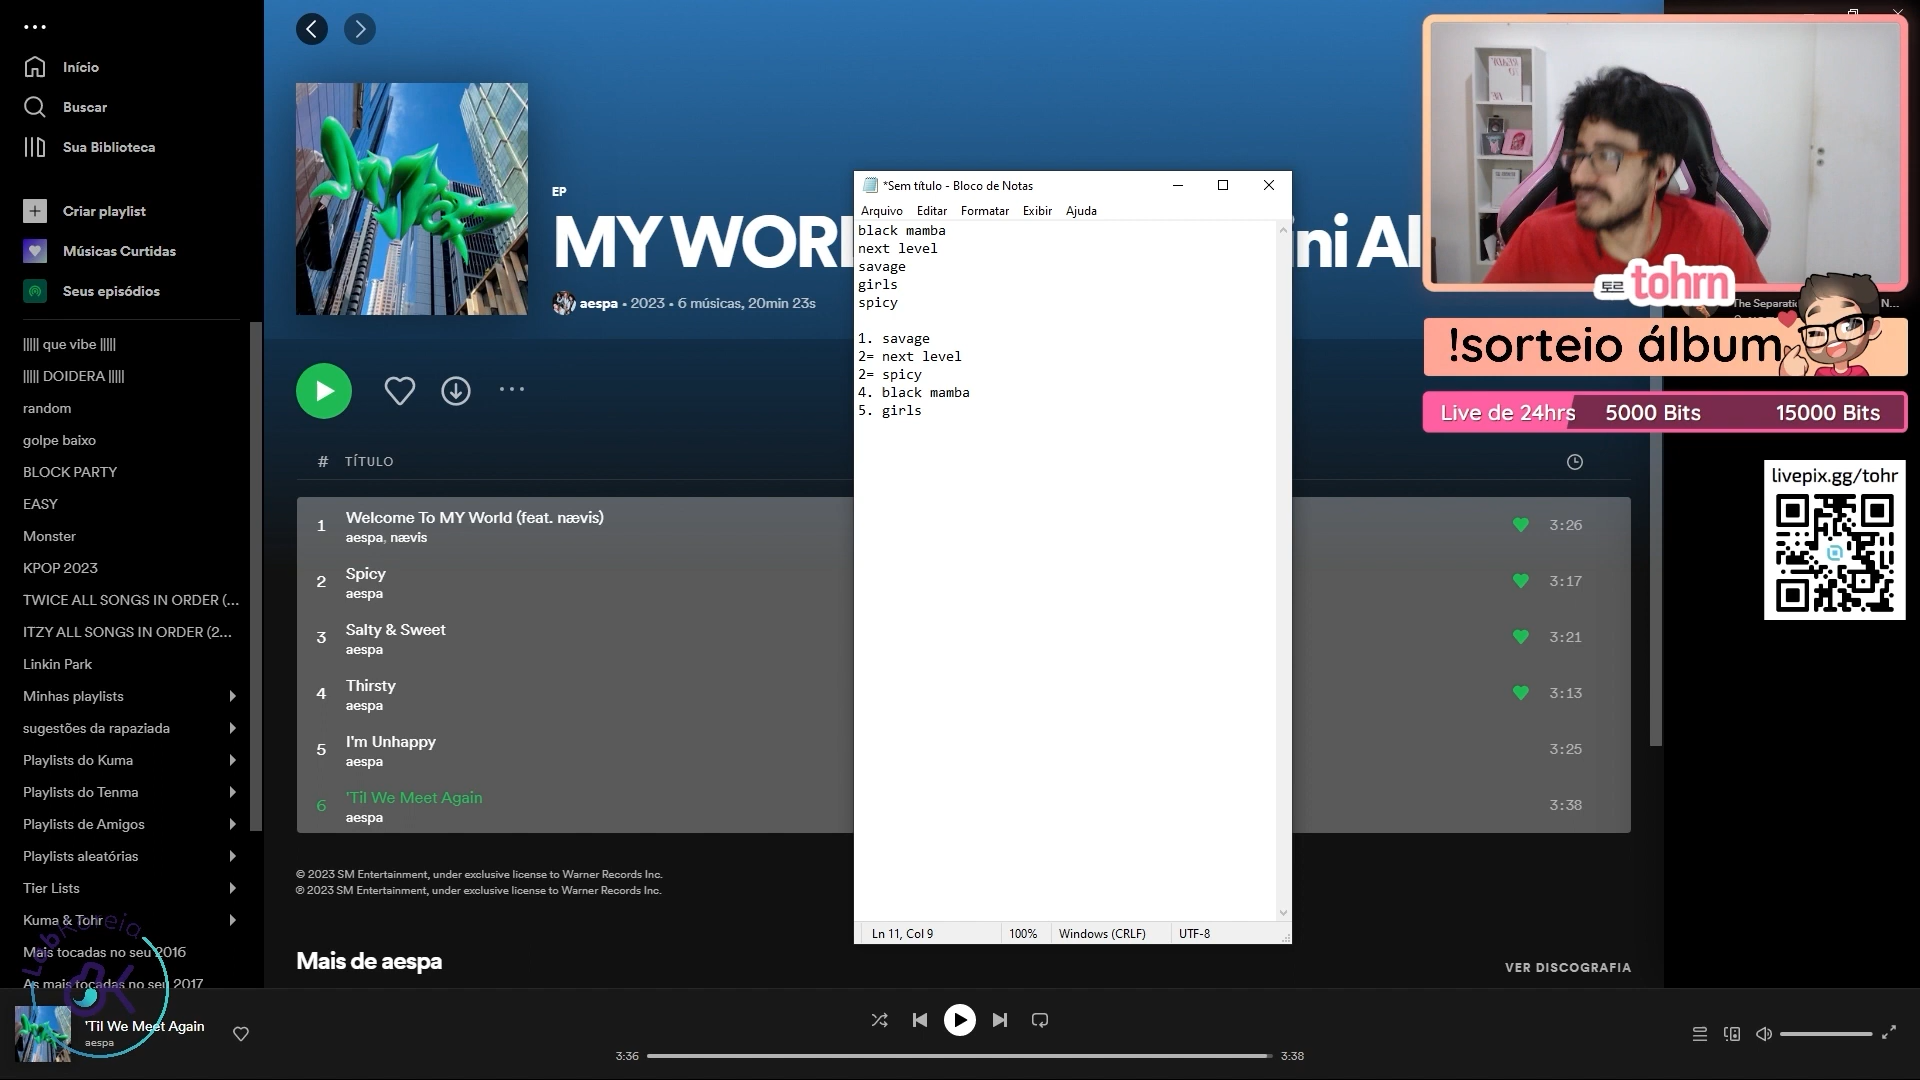 Início
Buscar
Sua Biblioteca
Criar playlist
Músicas Curtidas
Seus episódios
||||| que vibe |||||
||||| DOIDERA |||||
random
golpe baixo
BLOCK PARTY
EASY
Monster
KPOP 2023
TWICE ALL SONGS IN ORDER (...
ITZY ALL SONGS IN ORDER (2...
Linkin Park
Minhas playlists
sugestões da rapaziada
Playlists do Kuma
Playlists do Tenma
Playlists de Amigos
Playlists aleatórias
Tier Lists
Kuma & Tohr
Mais tocadas no seu 2016
As mais tocadas no seu 2017
LabKoreia
EP
MY WORL
ni Al
aespa • 2023 • 6 músicas, 20min 23s
# TÍTULO
1 Welcome To MY World (feat. nævis) 3:26
aespa, nævis
2 Spicy 3:17
aespa
3 Salty & Sweet 3:21
aespa
4 Thirsty 3:13
aespa
5 I'm Unhappy 3:25
aespa
6 'Til We Meet Again 3:38
aespa
© 2023 SM Entertainment, under exclusive license to Warner Records Inc.
℗ 2023 SM Entertainment, under exclusive license to Warner Records Inc.
Mais de aespa
VER DISCOGRAFIA
*Sem título - Bloco de Notas
Arquivo Editar Formatar Exibir Ajuda
black mamba
next level
savage
girls
spicy
1. savage
2= next level
2= spicy
4. black mamba
5. girls
Ln 11, Col 9 100% Windows (CRLF) UTF-8
토르 tohrn
The Separati
N...
!sorteio álbum
Live de 24hrs 5000 Bits 15000 Bits
livepix.gg/tohr
'Til We Meet Again
aespa
3:36
3:38